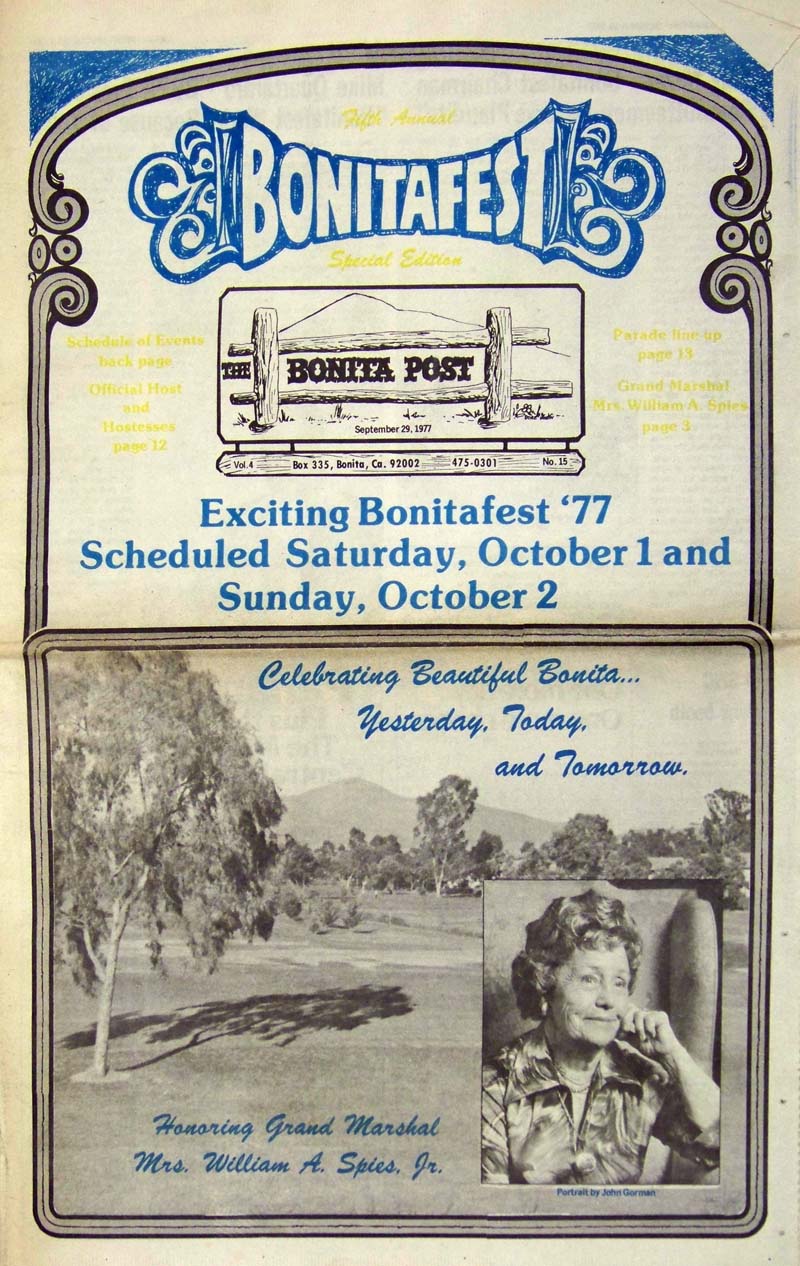 Fifth Annual
BONITAFEST
Special Edition
Schedule of Events
back page
Official Host
and
Hostesses
page 12
THE BONITA POST
September 29, 1977
Vol.4 Box 335, Bonita, Ca. 92002 475-0301 No. 15
Parade line up
page 13
Grand Marshal
Mrs. William A. Spies
page 3
Exciting Bonitafest ‘77
Scheduled Saturday, October 1 and
Sunday, October 2
Celebrating Beautiful Bonita...
Yesterday, Today,
and Tomorrow.
Honoring Grand Marshal
Mrs. William A. Spies, Jr.
Portrait by John Gorman